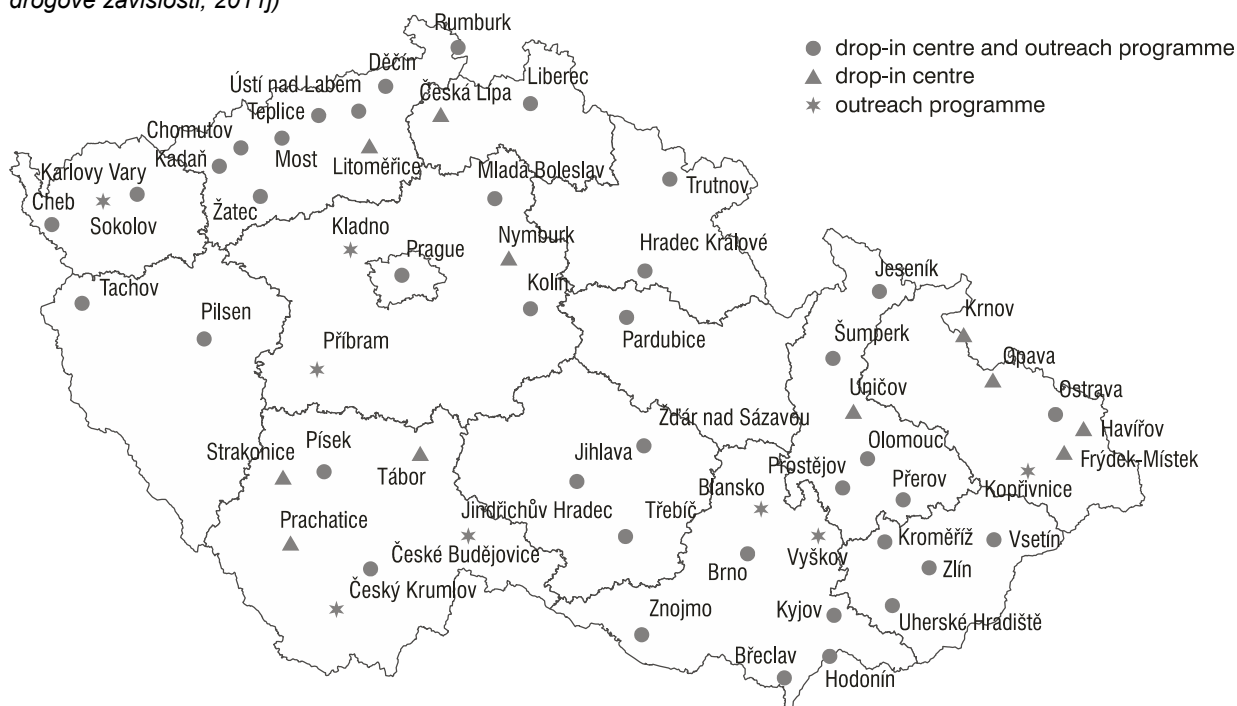 drogové závislosti, 2011j)
Rumburk
drop-in centre and outreach programme
drop-in centre
outreach programme
Děčín
Liberec
Ústí nad Labem
Česká Lípa
Teplice
Chomutov
Most
Litoměřice
Kadaň
Karlovy Vary
Mladá Boleslav
Trutnov
Cheb
Sokolov
Žatec
Kladno
Nymburk
Hradec Králové
Prague
Jeseník
Tachov
Kolín
Krnov
Pilsen
Pardubice
Šumperk
Příbram
Opava
Ostrava
Uničov
Žďár nad Sázavou
Havířov
Strakonice
Písek
Tábor
Jihlava
Olomouc
Prostějov
Frýdek-Místek
Přerov
Kopřivnice
Blansko
Jindřichův Hradec
Třebíč
Prachatice
České Budějovice
Vyškov
Kroměříž
Vsetín
Brno
Zlín
Český Krumlov
Znojmo
Kyjov
Uherské Hradiště
Břeclav
Hodonín